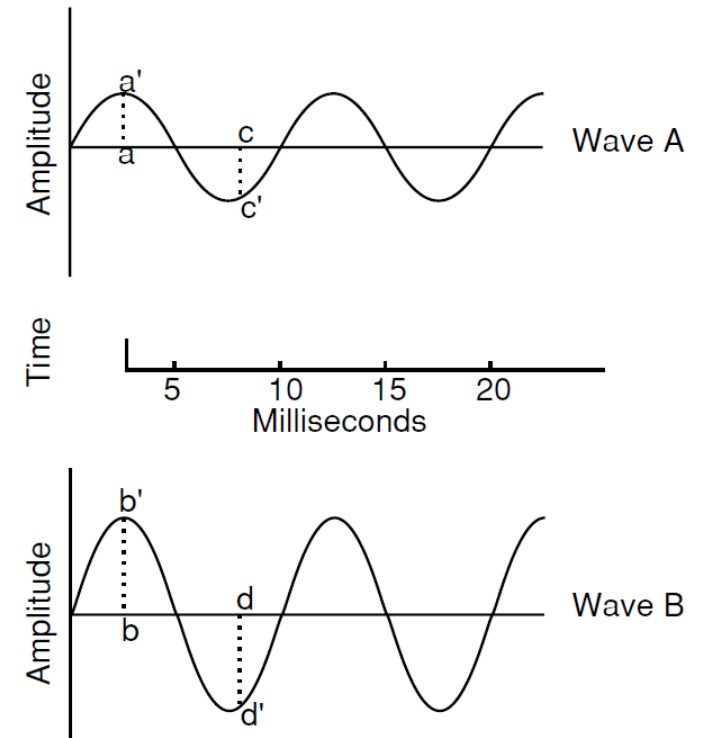 Amplitude
a'
a
c
c'
Wave A
Time
5 10 15 20
Milliseconds
Amplitude
b'
b
d
d'
Wave B